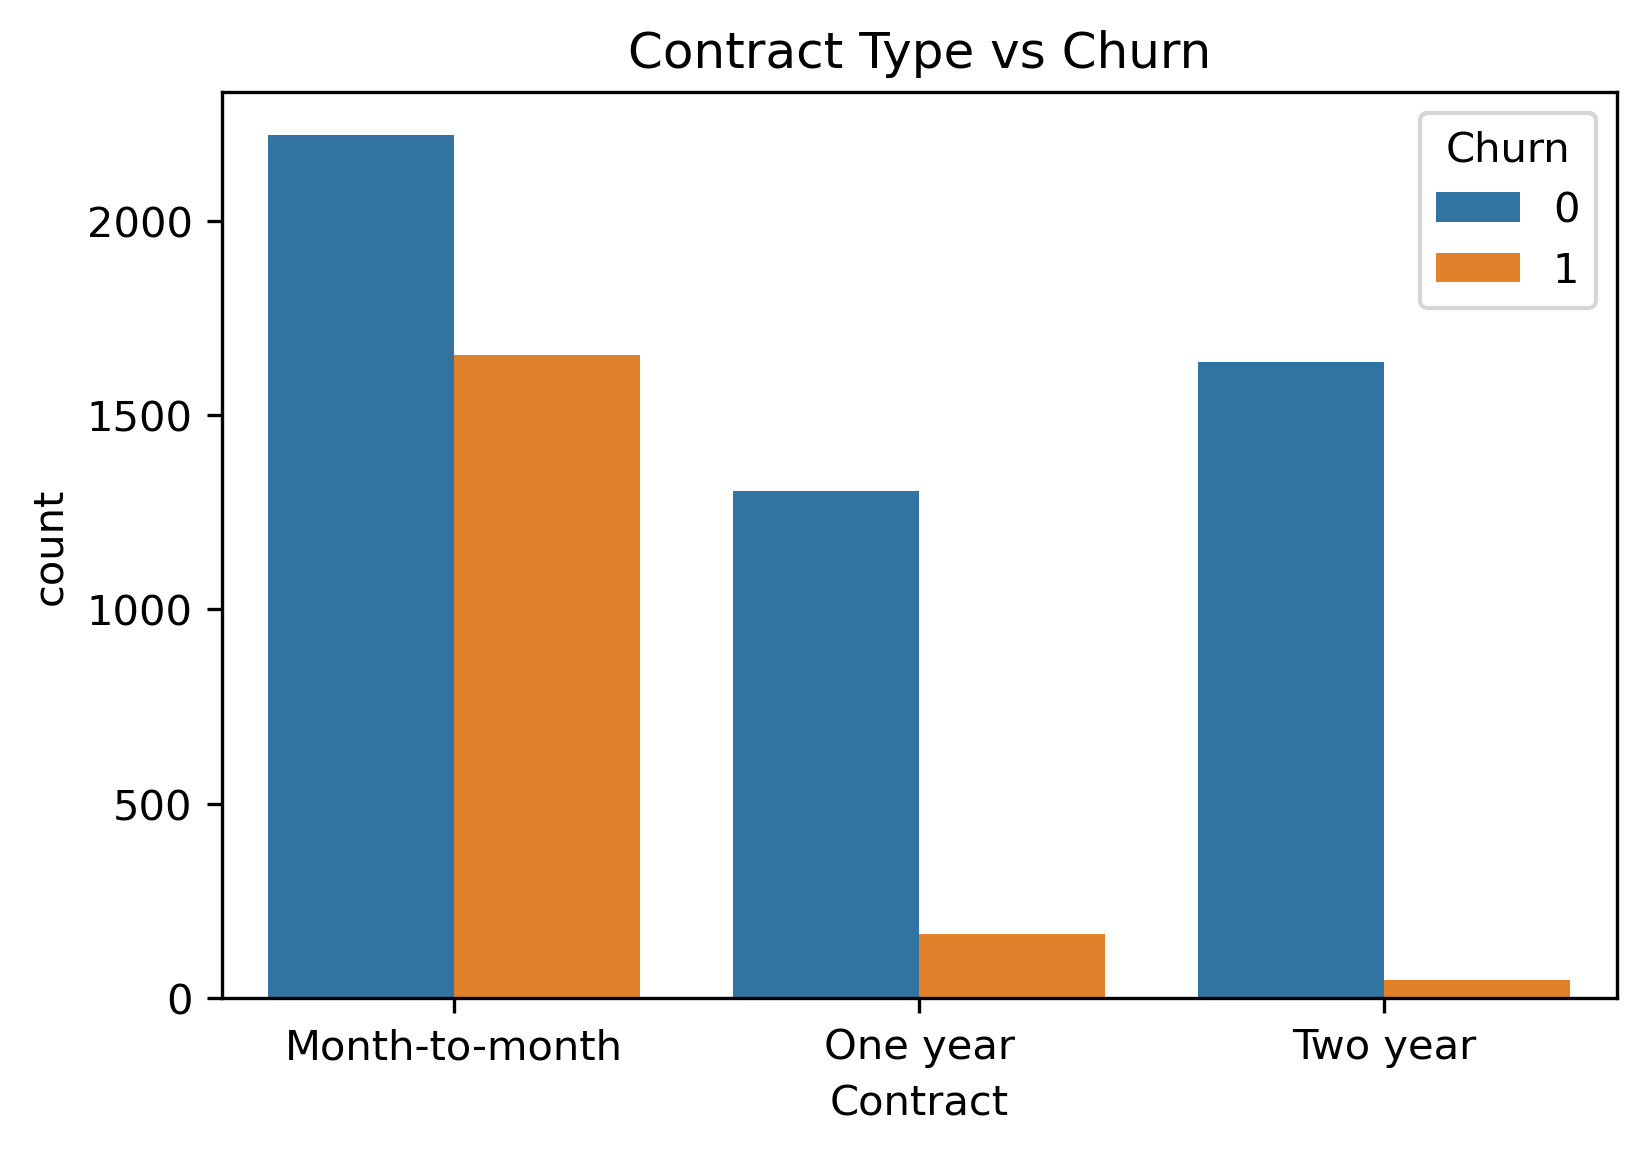 Contract Type vs Churn
Churn
0
1
2000
1500
1000
500
0
count
Month-to-month
One year
Two year
Contract